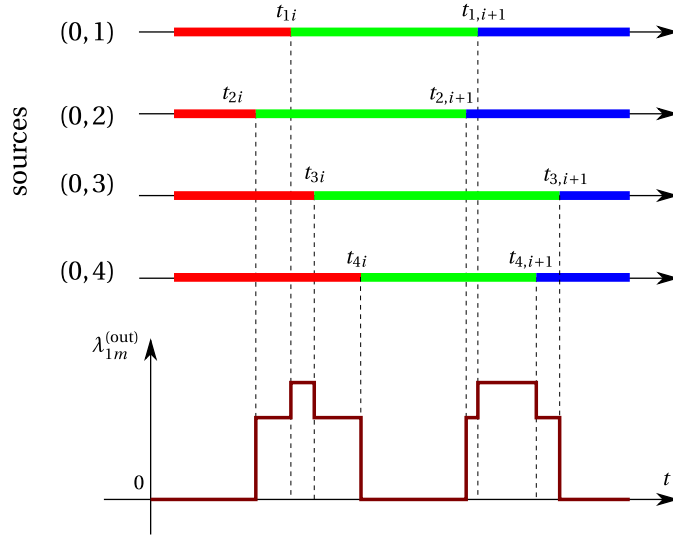 t₁ᵢ t₁,ᵢ₊₁
(0, 1)
t₂ᵢ t₂,ᵢ₊₁
(0, 2)
sources
t₃ᵢ t₃,ᵢ₊₁
(0, 3)
t₄ᵢ t₄,ᵢ₊₁
(0, 4)
λ₁ₘ⁽ᵒᵘᵗ⁾
0 t